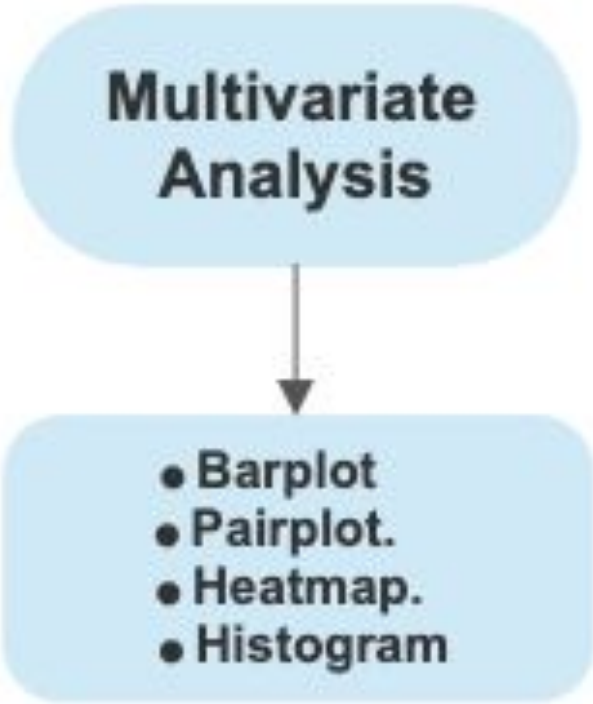 Multivariate
Analysis
● Barplot
● Pairplot.
● Heatmap.
● Histogram